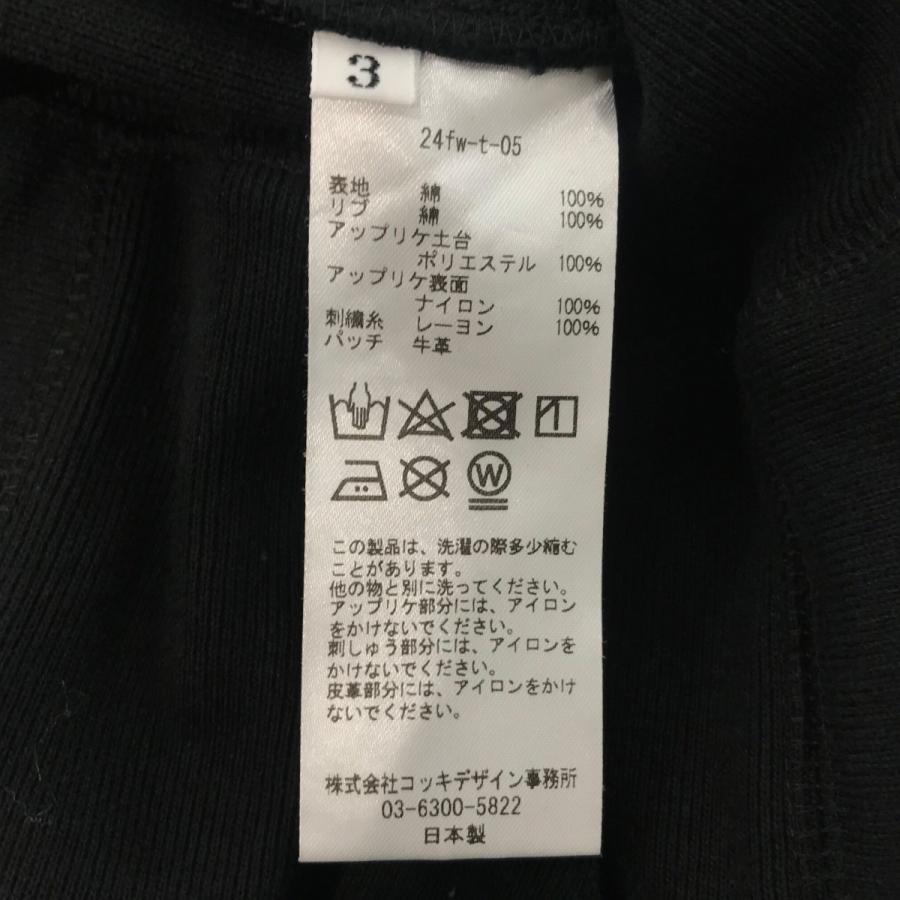 3
24fw-t-05
表地 綿 100%
リブ 綿 100%
アップリケ土台
ポリエステル 100%
アップリケ表面
ナイロン 100%
刺繍糸 レーヨン 100%
パッチ 牛革
W
この製品は、洗濯の際多少縮む
ことがあります。
他の物と別に洗ってください。
アップリケ部分には、アイロン
をかけないでください。
刺しゅう部分には、アイロンを
かけないでください。
皮革部分には、アイロンをかけ
ないでください。
株式会社コッキデザイン事務所
03-6300-5822
日本製